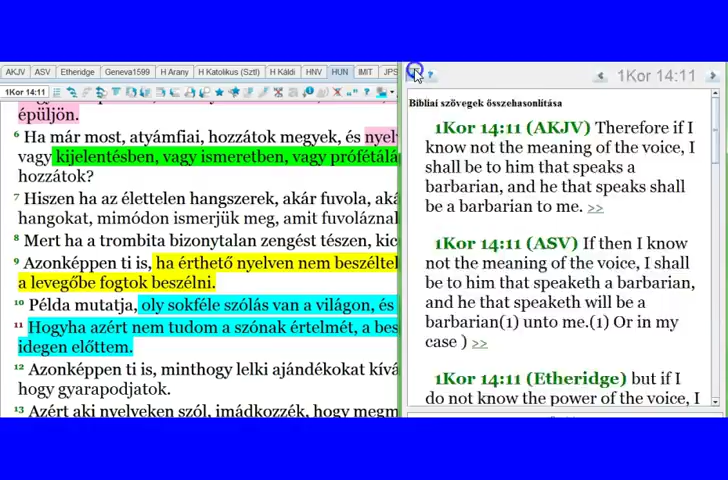 AKJV ASV Etheridge Geneva1599 H Arany H Katolikus (Sztl) H Káldi HNV HUN IMIT JPS
1Kor 14:11
épüljön.
6 Ha már most, atyámfiai, hozzátok megyek, és nyelv
vagy kijelentésben, vagy ismeretben, vagy prófétálá
hozzátok?
7 Hiszen ha az élettelen hangszerek, akár fuvola, aká
hangokat, mimódon ismerjük meg, amit fuvoláznal
8 Mert ha a trombita bizonytalan zengést tészen, kic
9 Azonképpen ti is, ha érthető nyelven nem beszéltel
a levegőbe fogtok beszélni.
10 Példa mutatja, oly sokféle szólás van a világon, és
11 Hogyha azért nem tudom a szónak értelmét, a bes
idegen előttem.
12 Azonképpen ti is, minthogy lelki ajándékokat kívá
hogy gyarapodjatok.
13 Azért aki nyelveken szól, imádkozzék, hogy megm
1Kor 14:11
Bibliai szövegek összehasonlítása
1Kor 14:11 (AKJV) Therefore if I
know not the meaning of the voice, I
shall be to him that speaks a
barbarian, and he that speaks shall
be a barbarian to me. >>
1Kor 14:11 (ASV) If then I know
not the meaning of the voice, I shall
be to him that speaketh a barbarian,
and he that speaketh will be a
barbarian(1) unto me.(1) Or in my
case ) >>
1Kor 14:11 (Etheridge) but if I
do not know the power of the voice, I